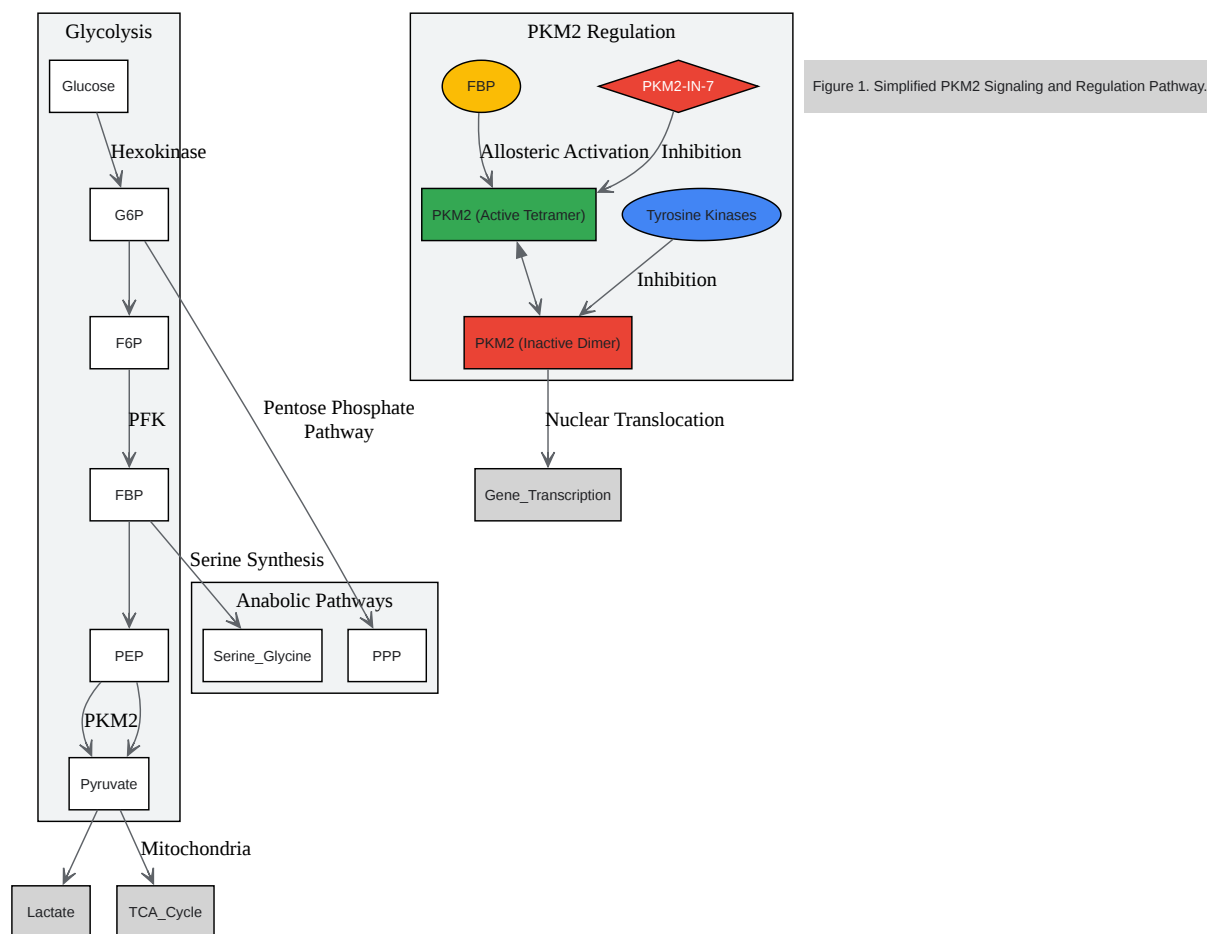 Glycolysis
Glucose
Hexokinase
G6P
F6P
PFK
Pentose Phosphate
Pathway
FBP
Serine Synthesis
Anabolic Pathways
Serine_Glycine
PPP
PEP
PKM2
Pyruvate
Mitochondria
Lactate
TCA_Cycle
PKM2 Regulation
FBP
PKM2-IN-7
Allosteric Activation
Inhibition
PKM2 (Active Tetramer)
Tyrosine Kinases
Inhibition
PKM2 (Inactive Dimer)
Nuclear Translocation
Gene_Transcription
Figure 1. Simplified PKM2 Signaling and Regulation Pathway.